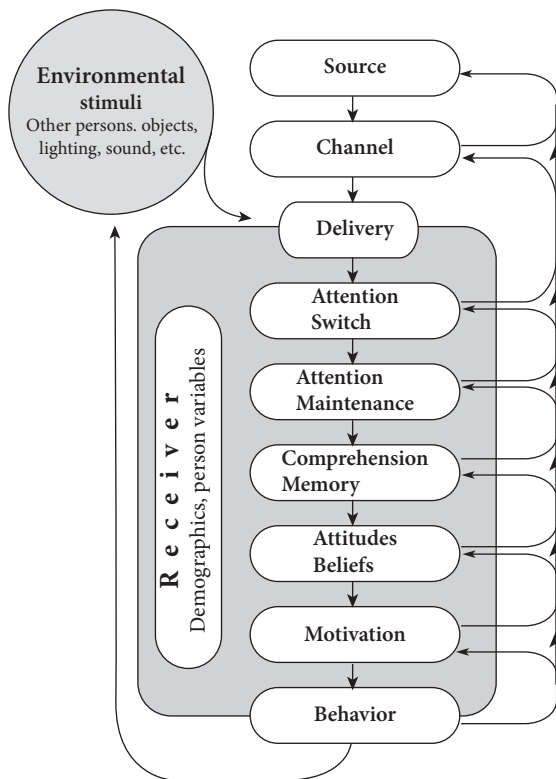 Environmental
stimuli
Other persons. objects,
lighting, sound, etc.
Source
Channel
Delivery
Attention
Switch
Attention
Maintenance
Comprehension
Memory
Attitudes
Beliefs
Motivation
Behavior
Receiver
Demographics, person variables